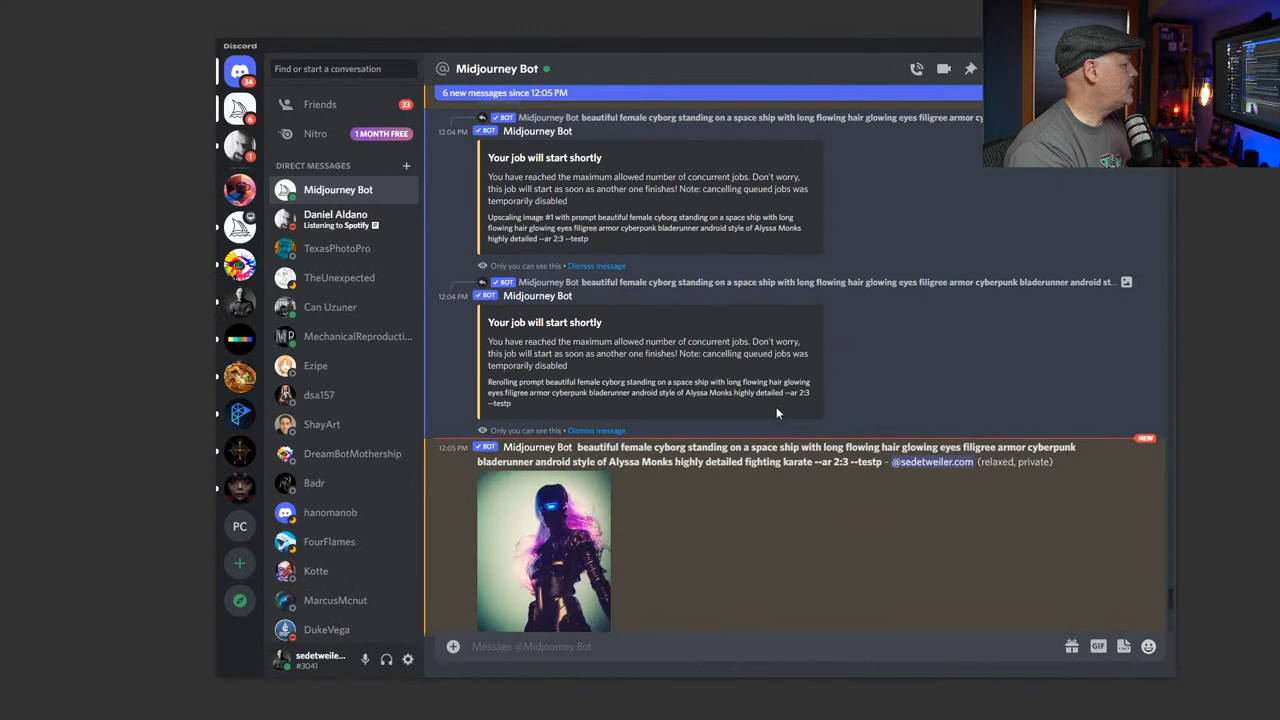 Discord
34
6
1
PC
Find or start a conversation
Friends
33
Nitro
1 MONTH FREE
DIRECT MESSAGES
Midjourney Bot
Daniel Aldano
Listening to Spotify
TexasPhotoPro
TheUnexpected
Can Uzuner
MechanicalReproducti...
Ezipe
dsa157
ShayArt
DreamBotMothership
Badr
hanomanob
FourFlames
Kotte
MarcusMcnut
DukeVega
sedetweile...
#3041
@ Midjourney Bot
6 new messages since 12:05 PM
BOT Midjourney Bot beautiful female cyborg standing on a space ship with long flowing hair glowing eyes filigree armor cy
12:04 PM BOT Midjourney Bot
Your job will start shortly
You have reached the maximum allowed number of concurrent jobs. Don't worry,
this job will start as soon as another one finishes! Note: cancelling queued jobs was
temporarily disabled
Upscaling image #1 with prompt beautiful female cyborg standing on a space ship with long
flowing hair glowing eyes filigree armor cyberpunk bladerunner android style of Alyssa Monks
highly detailed --ar 2:3 --testp
Only you can see this • Dismiss message
BOT Midjourney Bot beautiful female cyborg standing on a space ship with long flowing hair glowing eyes filigree armor cyberpunk bladerunner android st...
12:04 PM BOT Midjourney Bot
Your job will start shortly
You have reached the maximum allowed number of concurrent jobs. Don't worry,
this job will start as soon as another one finishes! Note: cancelling queued jobs was
temporarily disabled
Rerolling prompt beautiful female cyborg standing on a space ship with long flowing hair glowing
eyes filigree armor cyberpunk bladerunner android style of Alyssa Monks highly detailed --ar 2:3
--testp
Only you can see this • Dismiss message
NEW
12:05 PM BOT Midjourney Bot beautiful female cyborg standing on a space ship with long flowing hair glowing eyes filigree armor cyberpunk
bladerunner android style of Alyssa Monks highly detailed fighting karate --ar 2:3 --testp - @sedetweiler.com (relaxed, private)
Message @Midjourney Bot
GIF